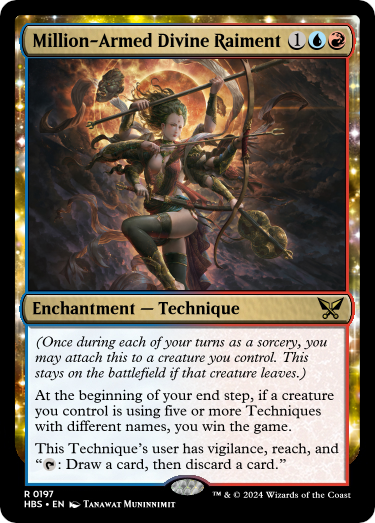 Million-Armed Divine Raiment 1
Enchantment — Technique
(Once during each of your turns as a sorcery, you
may attach this to a creature you control. This
stays on the battlefield if that creature leaves.)
At the beginning of your end step, if a creature
you control is using five or more Techniques
with different names, you win the game.
This Technique's user has vigilance, reach, and
“: Draw a card, then discard a card.”
R 0197
HBS • EN Tanawat Muninnimit
™ & © 2024 Wizards of the Coast